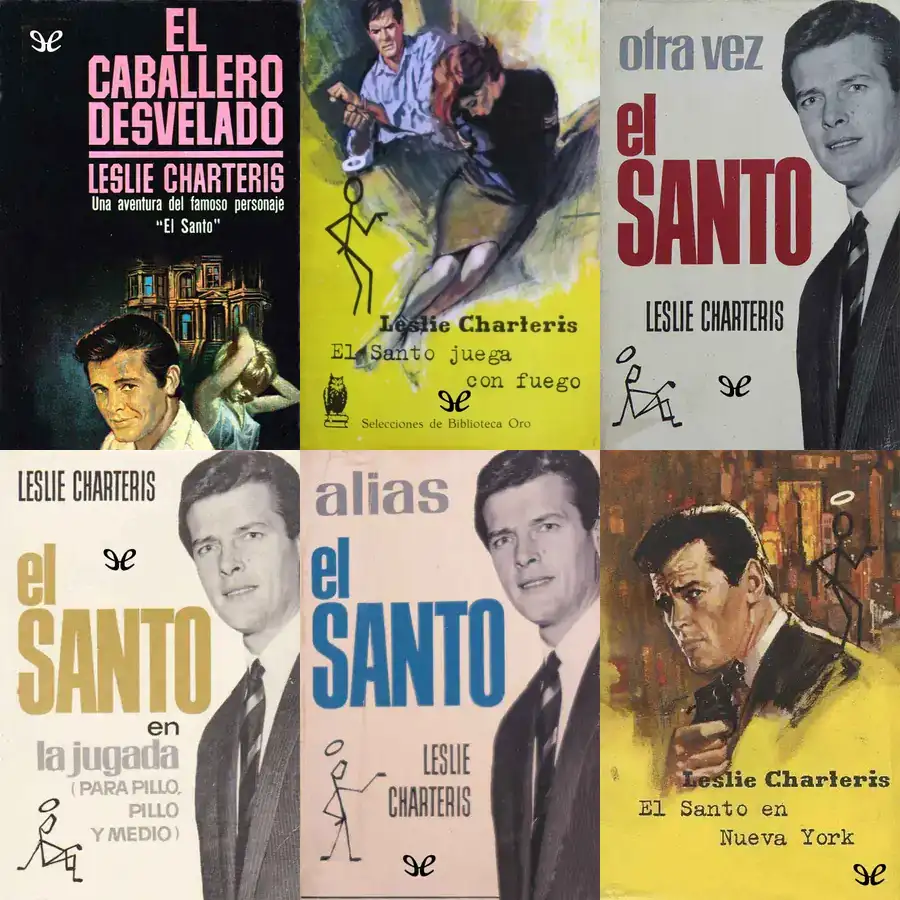 EL
CABALLERO
DESVELADO
LESLIE CHARTERIS
Una aventura del famoso personaje
"El Santo"
Leslie Charteris
El Santo juega
con fuego
Selecciones de Biblioteca Oro
otra vez
el
SANTO
LESLIE CHARTERIS
LESLIE CHARTERIS
el
SANTO
en
la jugada
(PARA PILLO,
PILLO
Y MEDIO)
alias
el
SANTO
LESLIE
CHARTERIS
Leslie Charteris
El Santo en
Nueva York